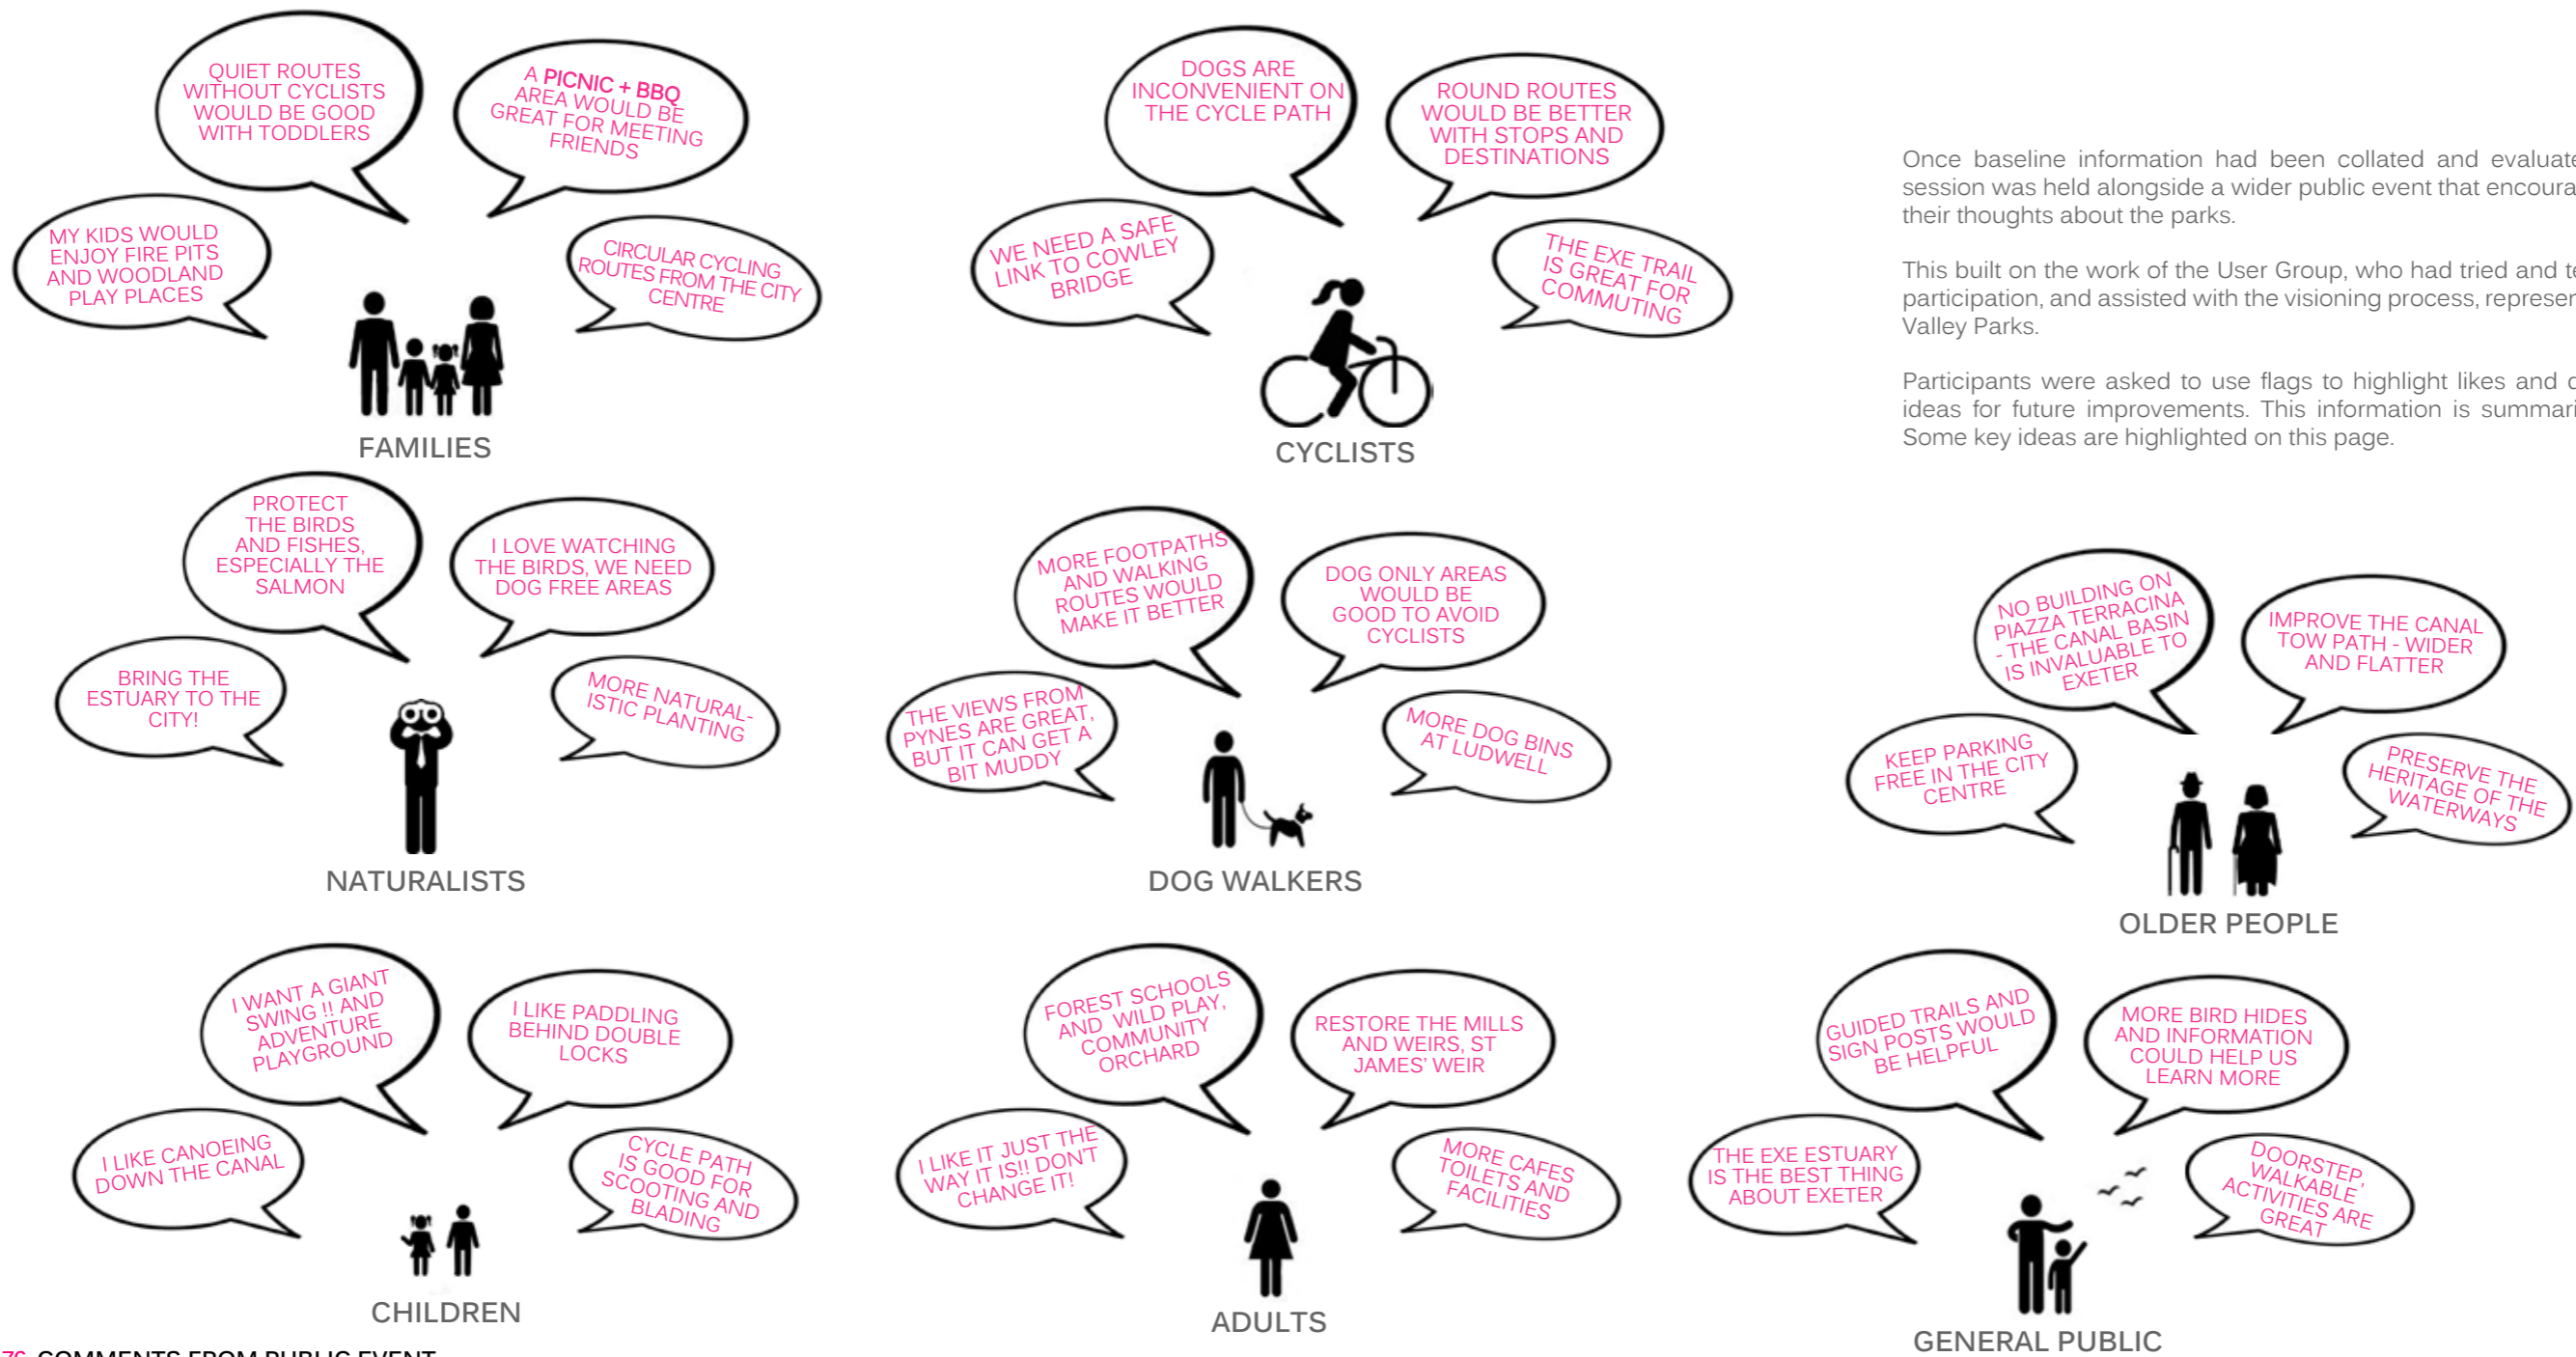 QUIET ROUTES
WITHOUT CYCLISTS
WOULD BE GOOD
WITH TODDLERS
A PICNIC + BBQ
AREA WOULD BE
GREAT FOR MEETING
FRIENDS
MY KIDS WOULD
ENJOY FIRE PITS
AND WOODLAND
PLAY PLACES
CIRCULAR CYCLING
ROUTES FROM THE CITY
CENTRE
FAMILIES
DOGS ARE
INCONVENIENT ON
THE CYCLE PATH
ROUND ROUTES
WOULD BE BETTER
WITH STOPS AND
DESTINATIONS
WE NEED A SAFE
LINK TO COWLEY
BRIDGE
THE EXE TRAIL
IS GREAT FOR
COMMUTING
CYCLISTS
Once baseline information had been collated and evaluate
session was held alongside a wider public event that encoura
their thoughts about the parks.
This built on the work of the User Group, who had tried and te
participation, and assisted with the visioning process, represen
Valley Parks.
Participants were asked to use flags to highlight likes and d
ideas for future improvements. This information is summari
Some key ideas are highlighted on this page.
PROTECT
THE BIRDS
AND FISHES,
ESPECIALLY THE
SALMON
I LOVE WATCHING
THE BIRDS, WE NEED
DOG FREE AREAS
BRING THE
ESTUARY TO THE
CITY!
MORE NATURAL-
ISTIC PLANTING
NATURALISTS
MORE FOOTPATHS
AND WALKING
ROUTES WOULD
MAKE IT BETTER
DOG ONLY AREAS
WOULD BE
GOOD TO AVOID
CYCLISTS
THE VIEWS FROM
PYNES ARE GREAT,
BUT IT CAN GET A
BIT MUDDY
MORE DOG BINS
AT LUDWELL
DOG WALKERS
NO BUILDING ON
PIAZZA TERRACINA
- THE CANAL BASIN
IS INVALUABLE TO
EXETER
IMPROVE THE CANAL
TOW PATH - WIDER
AND FLATTER
KEEP PARKING
FREE IN THE CITY
CENTRE
PRESERVE THE
HERITAGE OF THE
WATERWAYS
OLDER PEOPLE
I WANT A GIANT
SWING !! AND
ADVENTURE
PLAYGROUND
I LIKE PADDLING
BEHIND DOUBLE
LOCKS
I LIKE CANOEING
DOWN THE CANAL
CYCLE PATH
IS GOOD FOR
SCOOTING AND
BLADING
CHILDREN
FOREST SCHOOLS
AND WILD PLAY,
COMMUNITY
ORCHARD
RESTORE THE MILLS
AND WEIRS, ST
JAMES' WEIR
I LIKE IT JUST THE
WAY IT IS!! DON'T
CHANGE IT!
MORE CAFES
TOILETS AND
FACILITIES
ADULTS
GUIDED TRAILS AND
SIGN POSTS WOULD
BE HELPFUL
MORE BIRD HIDES
AND INFORMATION
COULD HELP US
LEARN MORE
THE EXE ESTUARY
IS THE BEST THING
ABOUT EXETER
DOORSTEP,
WALKABLE
ACTIVITIES ARE
GREAT
GENERAL PUBLIC
76 COMMENTS FROM PUBLIC EVENT